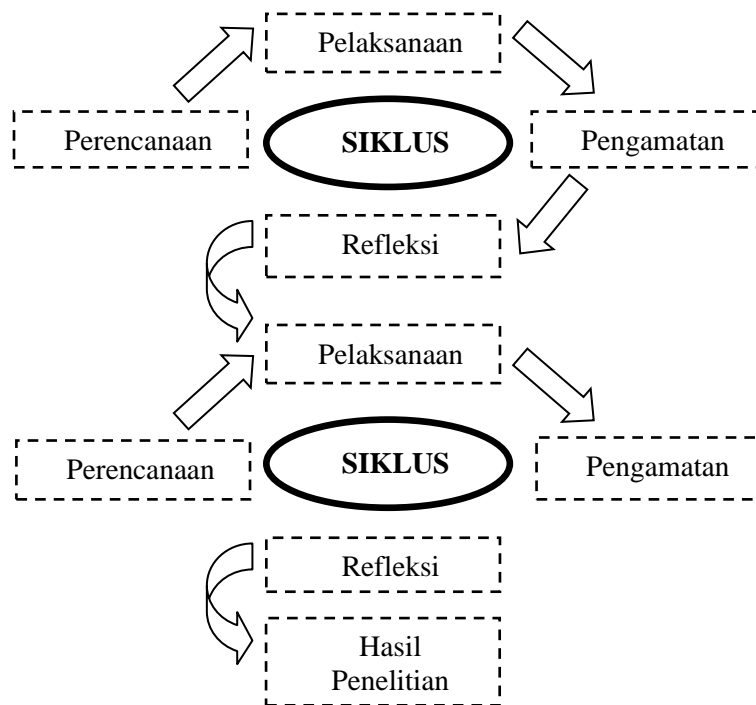 Pelaksanaan
Perencanaan
SIKLUS
Pengamatan
Refleksi
Pelaksanaan
Perencanaan
SIKLUS
Pengamatan
Refleksi
Hasil
Penelitian